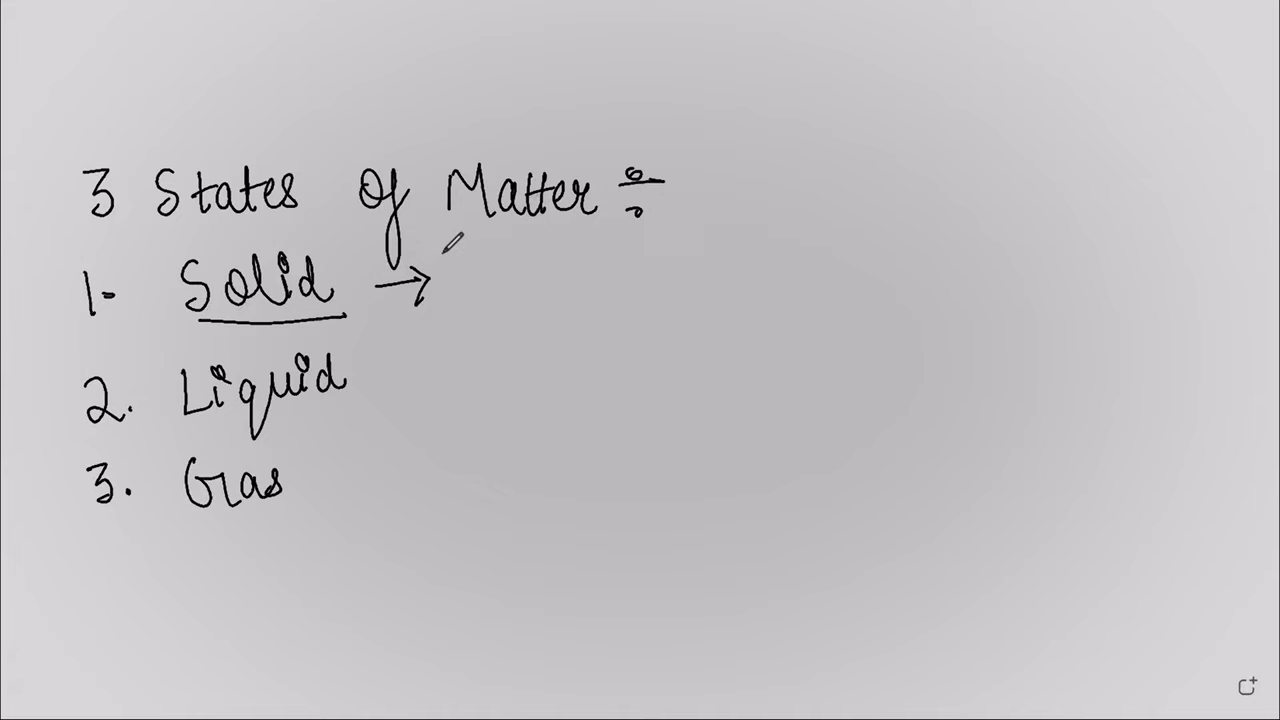 3 States Of Matter ÷
1- Solid →
2. Liquid
3. Gas